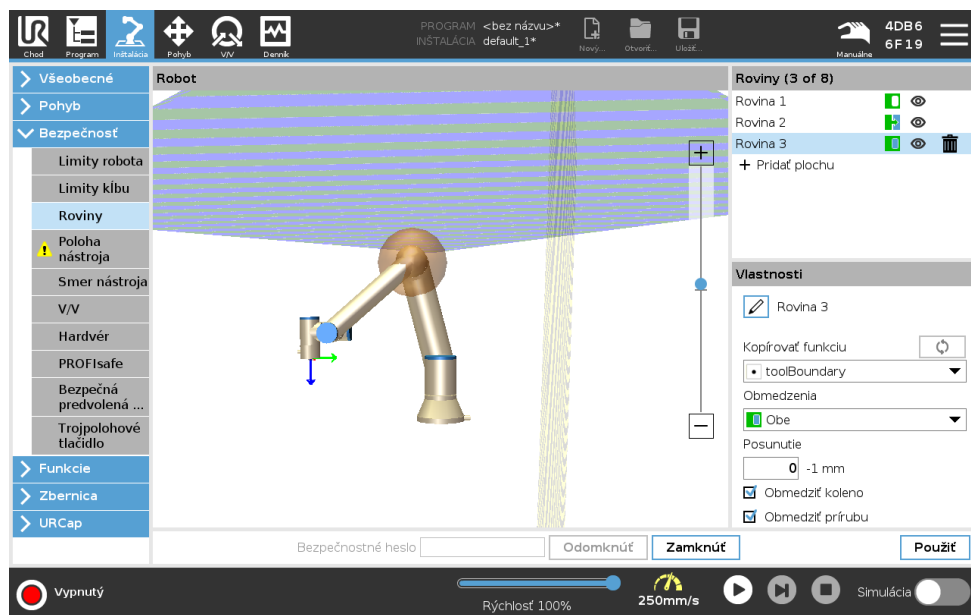 PROGRAM <bez názvu>*
INŠTALÁCIA default_1*
Chod
Program
Inštalácia
Pohyb
V/V
Denník
Nový...
Otvoriť...
Uložiť...
Manuálne
4DB6
6F19
Všeobecné
Pohyb
Bezpečnosť
Limity robota
Limity kĺbu
Roviny
Poloha
nástroja
Smer nástroja
V/V
Hardvér
PROFIsafe
Bezpečná
predvolená ...
Trojpolohové
tlačidlo
Funkcie
Zbernica
URCap
Robot
Roviny (3 of 8)
Rovina 1
Rovina 2
Rovina 3
+ Pridať plochu
Vlastnosti
Rovina 3
Kopírovať funkciu
toolBoundary
Obmedzenia
Obe
Posunutie
0 -1 mm
Obmedziť koleno
Obmedziť prírubu
Bezpečnostné heslo
Odomknúť
Zamknúť
Použiť
Vypnutý
Rýchlosť 100%
250mm/s
Simulácia